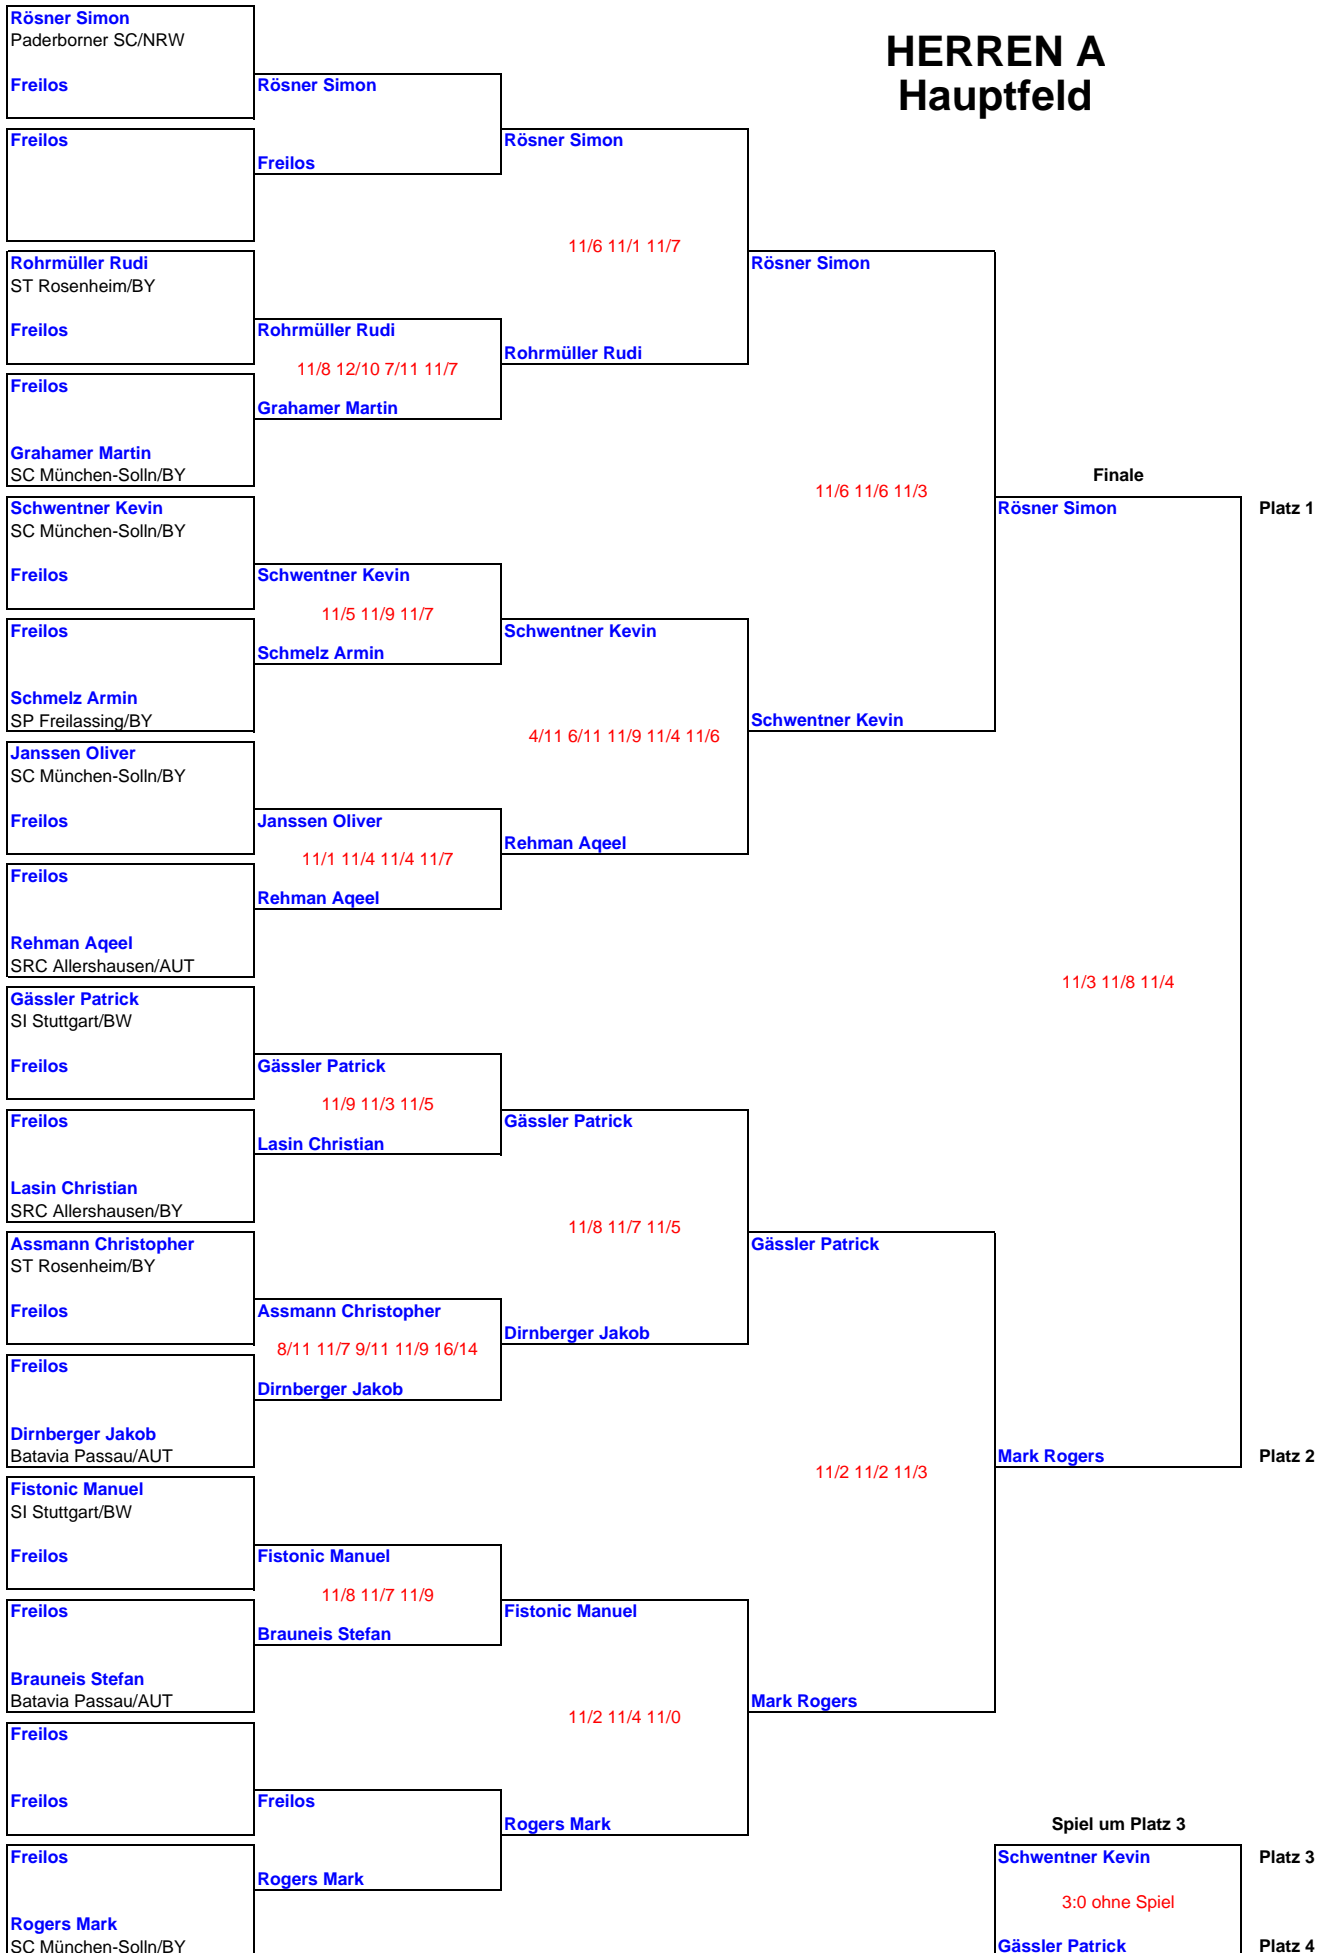 HERREN A
Hauptfeld
Rösner Simon
Paderborner SC/NRW
Freilos
Rösner Simon
Freilos
Rösner Simon
Freilos
11/6 11/1 11/7
Rohrmüller Rudi
Rösner Simon
ST Rosenheim/BY
Freilos
Rohrmüller Rudi
Rohrmüller Rudi
11/8 12/10 7/11 11/7
Freilos
Grahamer Martin
Grahamer Martin
SC München-Solln/BY
Finale
11/6 11/6 11/3
Schwentner Kevin
Rösner Simon
Platz 1
SC München-Solln/BY
Freilos
Schwentner Kevin
11/5 11/9 11/7
Freilos
Schwentner Kevin
Schmelz Armin
Schmelz Armin
SP Freilassing/BY
Schwentner Kevin
4/11 6/11 11/9 11/4 11/6
Janssen Oliver
SC München-Solln/BY
Freilos
Janssen Oliver
Rehman Aqeel
11/1 11/4 11/4 11/7
Freilos
Rehman Aqeel
Rehman Aqeel
SRC Allershausen/AUT
11/3 11/8 11/4
Gässler Patrick
SI Stuttgart/BW
Freilos
Gässler Patrick
11/9 11/3 11/5
Freilos
Gässler Patrick
Lasin Christian
Lasin Christian
SRC Allershausen/BY
11/8 11/7 11/5
Assmann Christopher
Gässler Patrick
ST Rosenheim/BY
Freilos
Assmann Christopher
Dirnberger Jakob
8/11 11/7 9/11 11/9 16/14
Freilos
Dirnberger Jakob
Dirnberger Jakob
Batavia Passau/AUT
Mark Rogers
Platz 2
11/2 11/2 11/3
Fistonic Manuel
SI Stuttgart/BW
Freilos
Fistonic Manuel
11/8 11/7 11/9
Freilos
Fistonic Manuel
Brauneis Stefan
Brauneis Stefan
Batavia Passau/AUT
Mark Rogers
11/2 11/4 11/0
Freilos
Freilos
Freilos
Rogers Mark
Spiel um Platz 3
Freilos
Schwentner Kevin
Platz 3
Rogers Mark
3:0 ohne Spiel
Rogers Mark
SC München-Solln/BY
Gässler Patrick
Platz 4